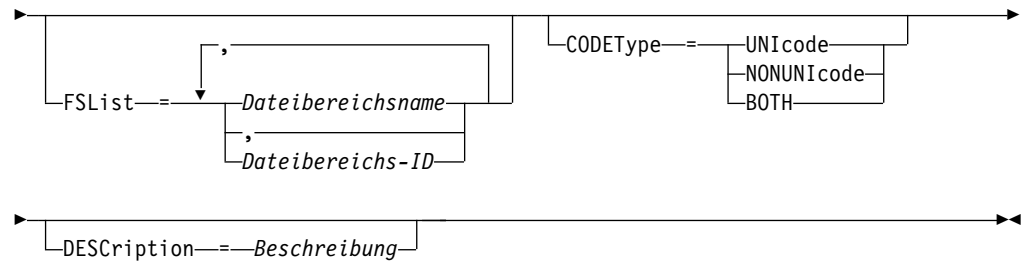 ,
CODEType = UNIcode
NONUNIcode
BOTH
FSList = Dateibereichsname
,
Dateibereichs-ID
DESCription = Beschreibung